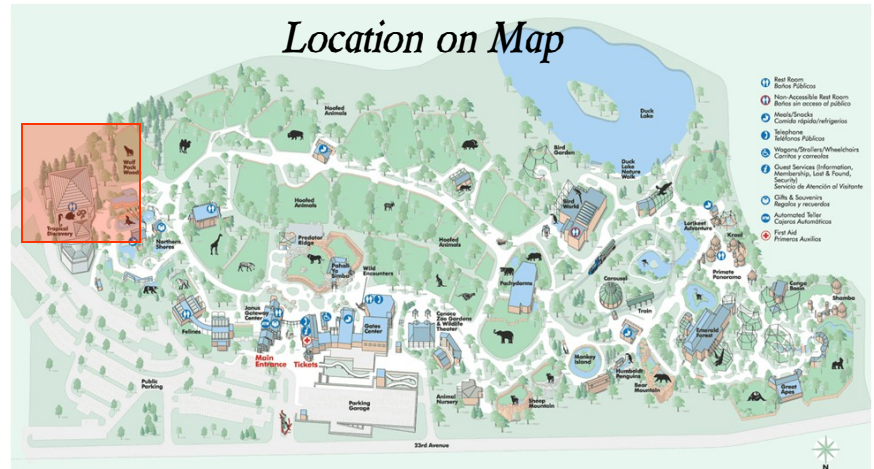 Location on Map
Rest Room
Baños Públicos
Non-Accessible Rest Room
Baños sin acceso al público
Meals/Snacks
Comida rápida/refrigerios
Telephone
Teléfonos Públicos
Wagons/Strollers/Wheelchairs
Carritos y carreolas
Guest Services (Information,
Membership, Lost & Found,
Security)
Servicio de Atención al Visitante
Gifts & Souvenirs
Regalos y recuerdos
Automated Teller
Cajeros Automáticos
First Aid
Primeros Auxilios
Hoofed
Animals
Duck
Lake
Bird
Garden
Duck
Lake
Nature
Walk
Wolf
Pack
Woods
Tropical
Discovery
Northern
Shores
Hoofed
Animals
Predator
Ridge
Pahali
Ya
Simba
Wild
Encounters
Hoofed
Animals
Bird
World
Lorikeet
Adventure
Kraal
Primate
Panorama
Pachyderms
Carousel
Train
Congo
Basin
Shamba
Felines
Janus
Gateway
Center
Gates
Center
Conoco
Zoo Gardens
& Wildlife
Theater
Emerald
Forest
Main
Entrance
Tickets
Monkey
Island
Humboldt
Penguins
Bear
Mountain
Sheep
Mountain
Great
Apes
Public
Parking
Parking
Garage
Animal
Nursery
23rd Avenue
N